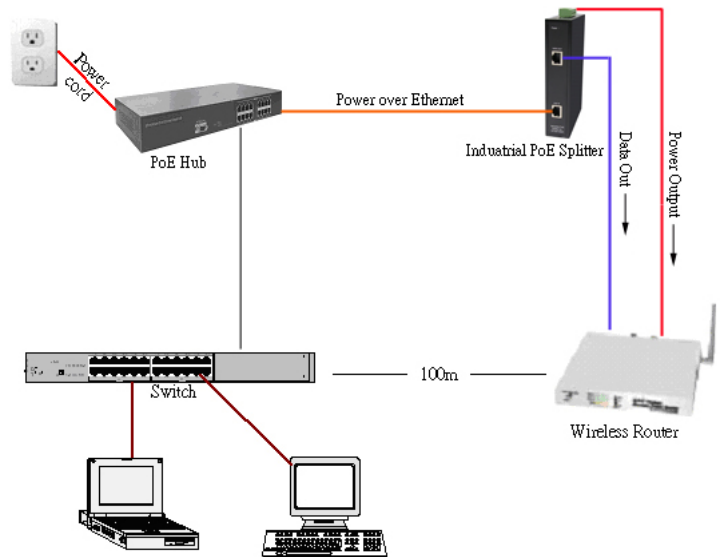 Power
cord
Power over Ethernet
PoE Hub
Induatrial PoE Splitter
Data Out
Power Output
Switch
100m
Wireless Router